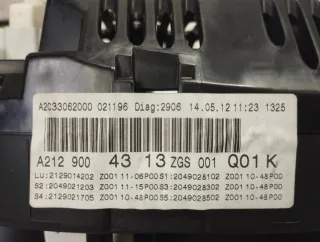 A2033062000 021196 Diag:2906 14.05.12 11:23 1325
A212 900 43 13 ZGS 001 Q01 K
LU:2129014202 Z001 11-06P00 S1:2049028102 Z001 10-48P00
S2:2049021203 Z001 11-15P00 S3:2049028302 Z001 10-48P00
S4:2129021705 Z001 10-48P00 S5:2049028502 Z001 10-48P00